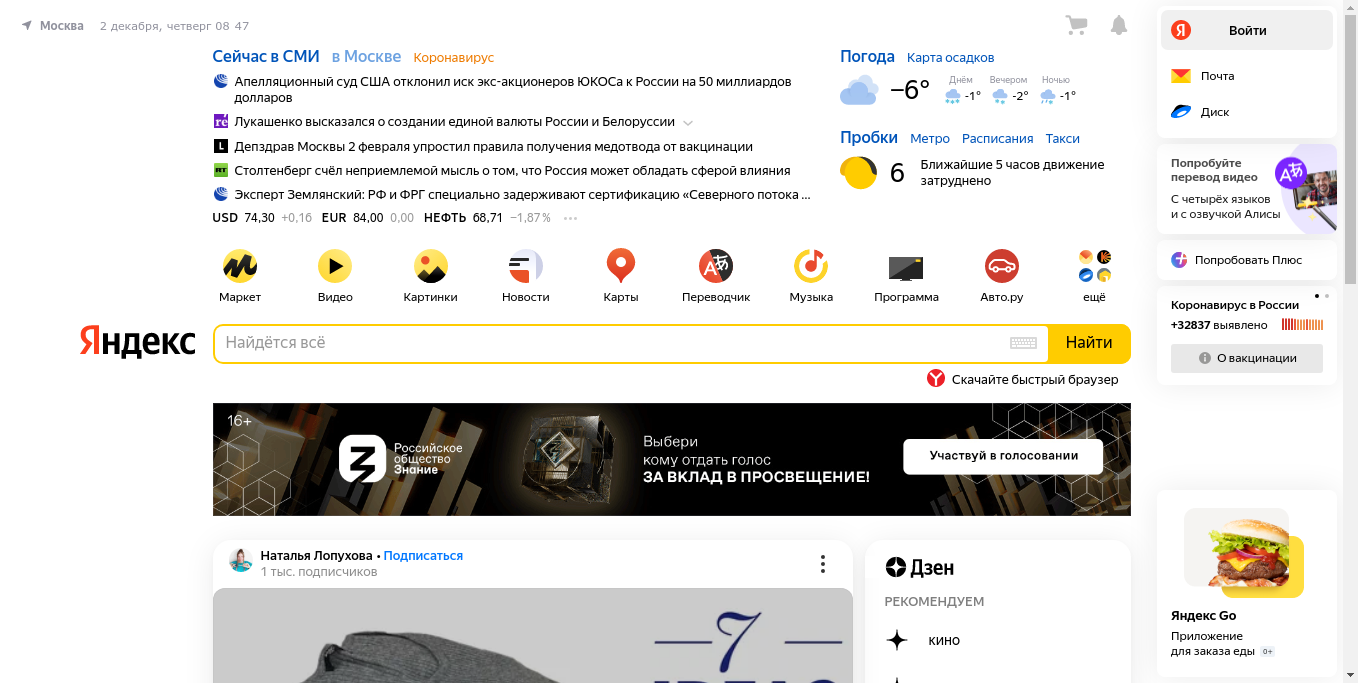 Москва 2 декабря, четверг 08 47
Сейчас в СМИ в Москве Коронавирус
Апелляционный суд США отклонил иск экс-акционеров ЮКОСа к России на 50 миллиардов
долларов
Лукашенко высказался о создании единой валюты России и Белоруссии
Депздрав Москвы 2 февраля упростил правила получения медотвода от вакцинации
Столтенберг счёл неприемлемой мысль о том, что Россия может обладать сферой влияния
Эксперт Землянский: РФ и ФРГ специально задерживают сертификацию «Северного потока ...
USD 74,30 +0,16 EUR 84,00 0,00 НЕФТЬ 68,71 −1,87%
Погода Карта осадков
−6°
Днём Вечером Ночью
-1° -2° -1°
Пробки Метро Расписания Такси
6
Ближайшие 5 часов движение
затруднено
Маркет Видео Картинки Новости Карты Переводчик Музыка Программа Авто.ру ещё
Яндекс
Найдётся всё
Найти
Скачайте быстрый браузер
16+
Российское
общество
Знание
Выбери
кому отдать голос
ЗА ВКЛАД В ПРОСВЕЩЕНИЕ!
Участвуй в голосовании
Наталья Лопухова • Подписаться
1 тыс. подписчиков
7
Дзен
РЕКОМЕНДУЕМ
кино
Войти
Почта
Диск
Попробуйте
перевод видео
С четырёх языков
и с озвучкой Алисы
Попробовать Плюс
Коронавирус в России
+32837 выявлено
О вакцинации
Яндекс Go
Приложение
для заказа еды 0+